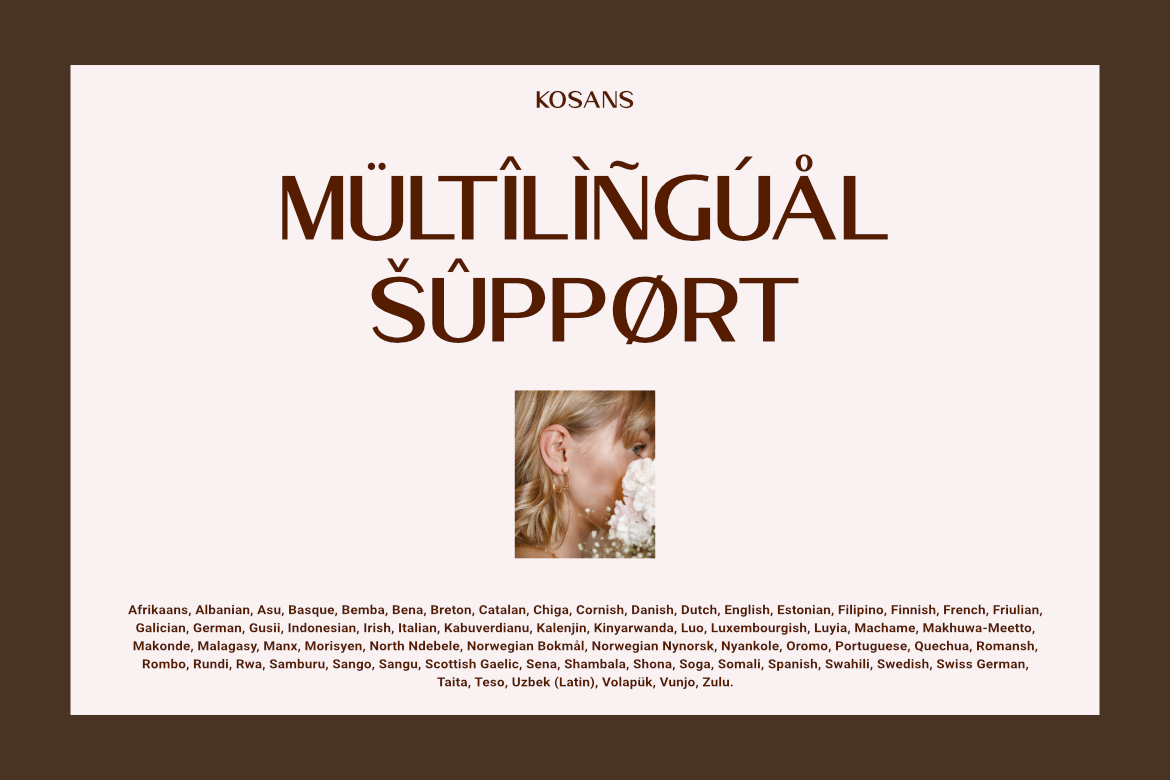 KOSANS
MÜLTÎLÌÑGÚÅL
ŠÛPPØRT
Afrikaans, Albanian, Asu, Basque, Bemba, Bena, Breton, Catalan, Chiga, Cornish, Danish, Dutch, English, Estonian, Filipino, Finnish, French, Friulian,
Galician, German, Gusii, Indonesian, Irish, Italian, Kabuverdianu, Kalenjin, Kinyarwanda, Luo, Luxembourgish, Luyia, Machame, Makhuwa-Meetto,
Makonde, Malagasy, Manx, Morisyen, North Ndebele, Norwegian Bokmål, Norwegian Nynorsk, Nyankole, Oromo, Portuguese, Quechua, Romansh,
Rombo, Rundi, Rwa, Samburu, Sango, Sangu, Scottish Gaelic, Sena, Shambala, Shona, Soga, Somali, Spanish, Swahili, Swedish, Swiss German,
Taita, Teso, Uzbek (Latin), Volapük, Vunjo, Zulu.